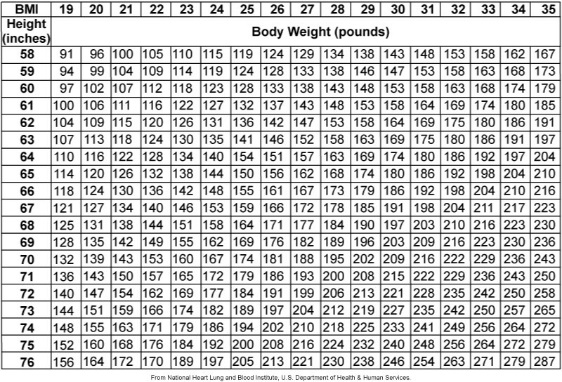 BMI 19 20 21 22 23 24 25 26 27 28 29 30 31 32 33 34 35
Height (inches) Body Weight (pounds)
58 91 96 100 105 110 115 119 124 129 134 138 143 148 153 158 162 167
59 94 99 104 109 114 119 124 128 133 138 146 147 153 158 163 168 173
60 97 102 107 112 118 123 128 133 138 143 148 153 158 163 168 174 179
61 100 106 111 116 122 127 132 137 143 148 153 158 164 169 174 180 185
62 104 109 115 120 126 131 136 142 147 153 158 164 169 175 180 186 191
63 107 113 118 124 130 135 141 146 152 158 163 169 175 180 186 191 197
64 110 116 122 128 134 140 154 151 157 163 169 174 180 186 192 197 204
65 114 120 126 132 138 144 150 156 162 168 174 180 186 192 198 204 210
66 118 124 130 136 142 148 155 161 167 173 179 186 192 198 204 210 216
67 121 127 134 140 146 153 159 166 172 178 185 191 198 204 211 217 223
68 125 131 138 144 151 158 164 171 177 184 190 197 203 210 216 223 230
69 128 135 142 149 155 162 169 176 182 189 196 203 209 216 223 230 236
70 132 139 143 153 160 167 174 181 188 195 202 209 216 222 229 236 243
71 136 143 150 157 165 172 179 186 193 200 208 215 222 229 236 243 250
72 140 147 154 162 169 177 184 191 199 206 213 221 228 235 242 250 258
73 144 151 159 166 174 182 189 197 204 212 219 227 235 242 250 257 265
74 148 155 163 171 179 186 194 202 210 218 225 233 241 249 256 264 272
75 152 160 168 176 184 192 200 208 216 224 232 240 248 256 264 272 279
76 156 164 172 170 189 197 205 213 221 230 238 246 254 263 271 279 287
From National Heart Lung and Blood Institute, U.S. Department of Health & Human Services.